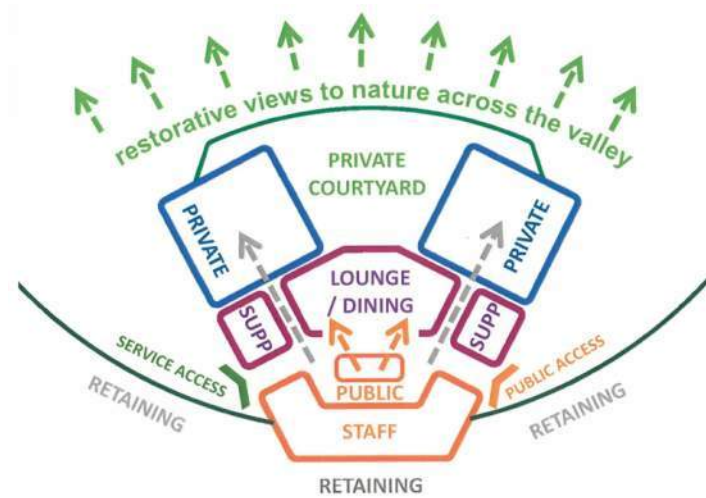 restorative views to nature across the valley
PRIVATE
COURTYARD
PRIVATE
PRIVATE
LOUNGE
/ DINING
SUPP
SUPP
SERVICE ACCESS
PUBLIC ACCESS
RETAINING
RETAINING
PUBLIC
STAFF
RETAINING